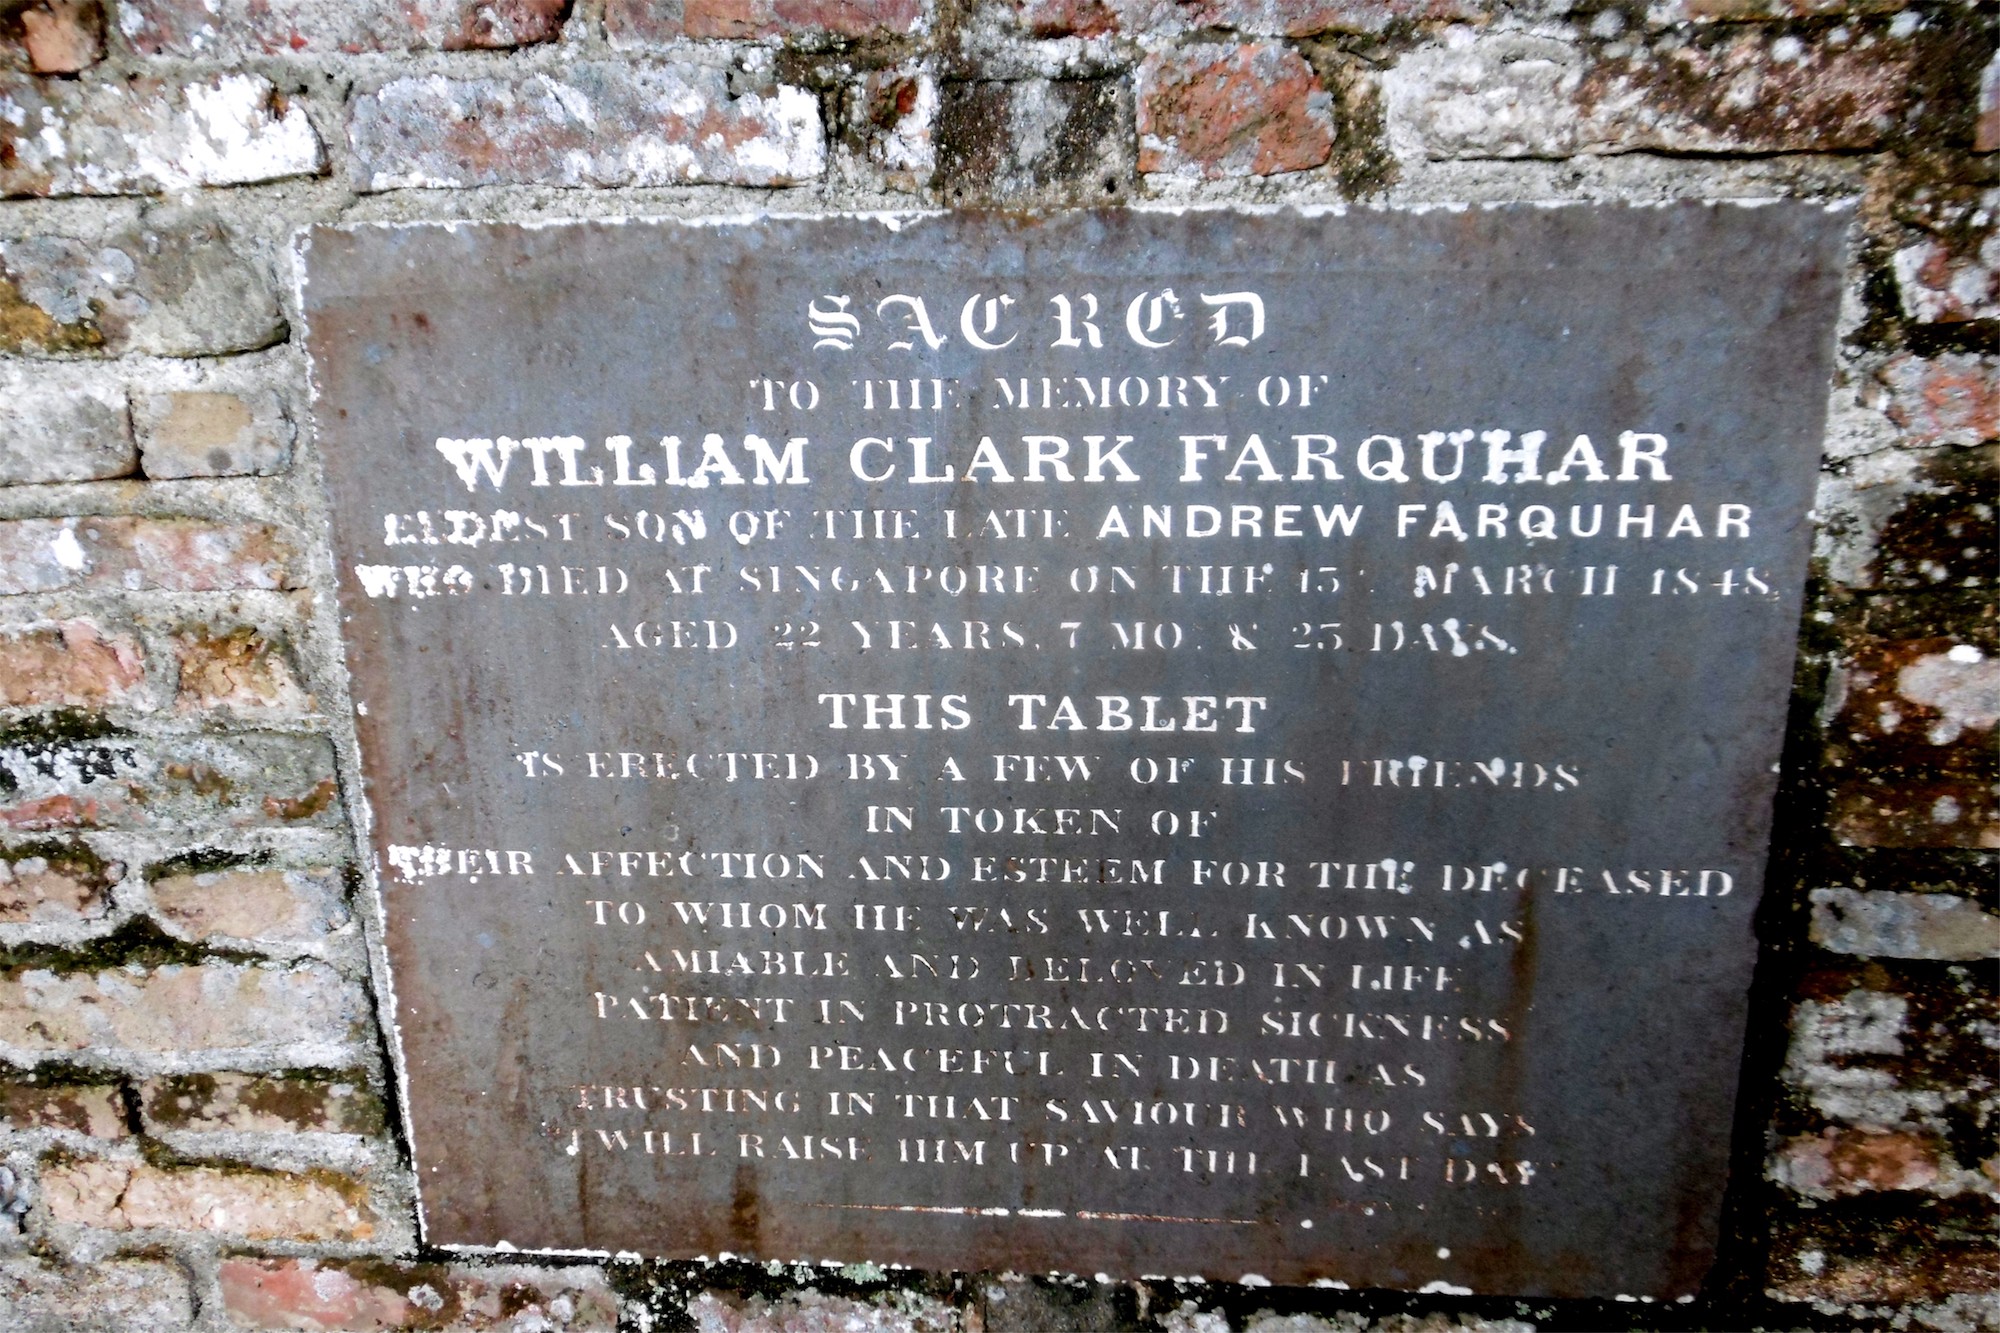 SACRED
TO THE MEMORY OF
WILLIAM CLARK FARQUHAR
ELDEST SON OF THE LATE ANDREW FARQUHAR
WHO DIED AT SINGAPORE ON THE MARCH 1848.
AGED 22 YEARS, 7 MO. & DAYS.
THIS TABLET
IS ERECTED BY A FEW OF HIS FRIENDS
IN TOKEN OF
THEIR AFFECTION AND ESTEEM FOR THE DECEASED
TO WHOM HE WAS WELL KNOWN AS
AMIABLE AND BELOVED IN LIFE
PATIENT IN PROTRACTED SICKNESS
AND PEACEFUL IN DEATH AS
TRUSTING IN THAT SAVIOUR WHO SAYS
I WILL RAISE HIM UP AT THE LAST DAY